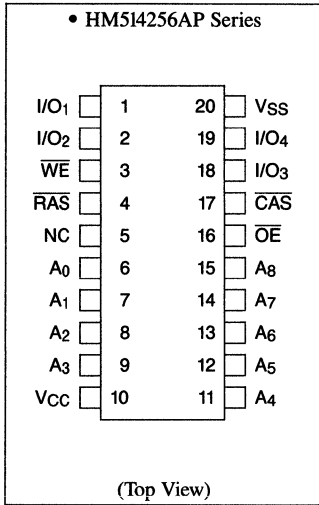 • HM514256AP Series
I/O1 1 20 VSS
I/O2 2 19 I/O4
WE 3 18 I/O3
RAS 4 17 CAS
NC 5 16 OE
A0 6 15 A8
A1 7 14 A7
A2 8 13 A6
A3 9 12 A5
VCC 10 11 A4
(Top View)